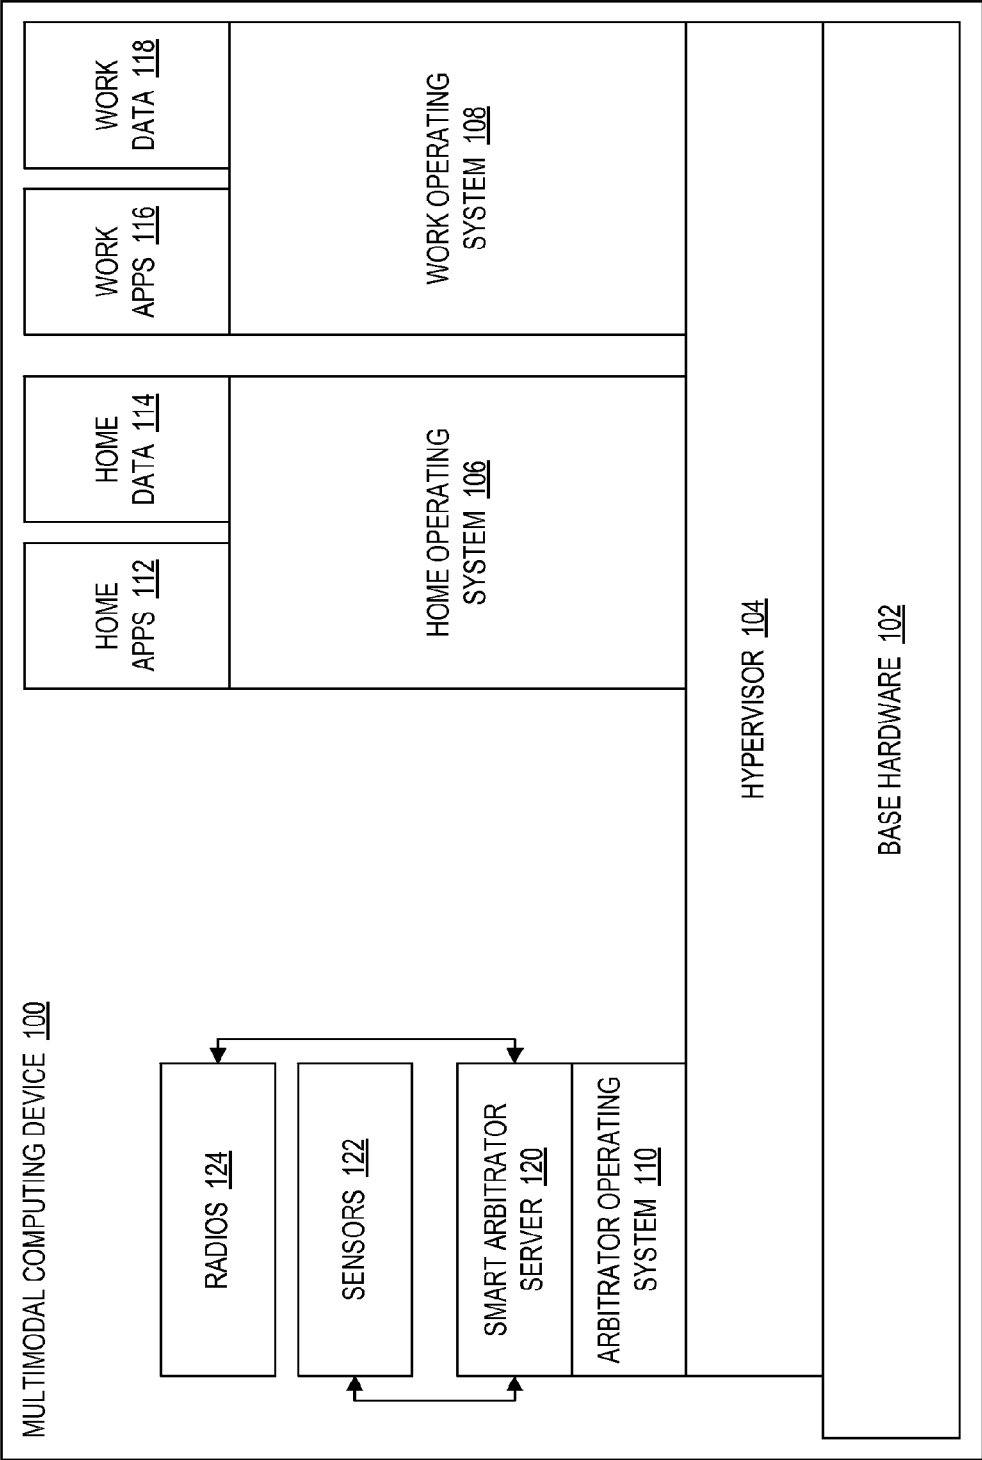 MULTIMODAL COMPUTING DEVICE 100
RADIOS 124
SENSORS 122
SMART ARBITRATOR
SERVER 120
ARBITRATOR OPERATING
SYSTEM 110
HOME
APPS 112
HOME
DATA 114
HOME OPERATING
SYSTEM 106
WORK
APPS 116
WORK
DATA 118
WORK OPERATING
SYSTEM 108
HYPERVISOR 104
BASE HARDWARE 102